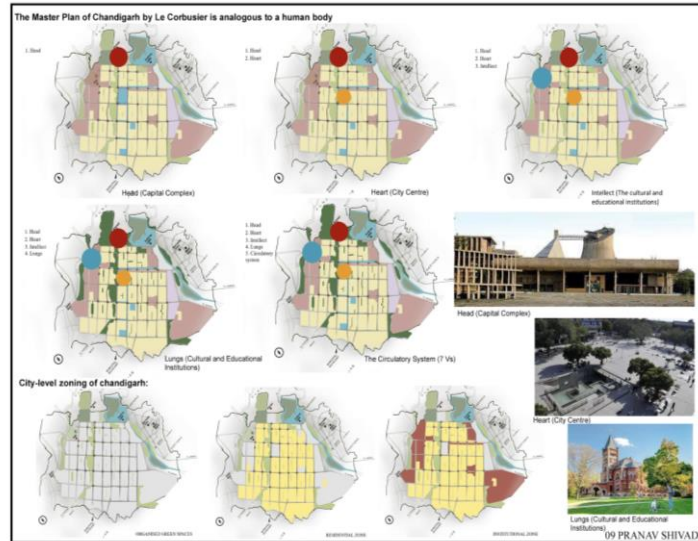 The Master Plan of Chandigarh by Le Corbusier is analogous to a human body
1. Head
1. Head
2. Heart
1. Head
2. Heart
3. Intellect
Head (Capital Complex)
Heart (City Centre)
Intellect (The cultural and
educational institutions)
1. Head
2. Heart
3. Intellect
4. Lungs
1. Head
2. Heart
3. Intellect
4. Lungs
5. Circulatory
system
Head (Capital Complex)
Lungs (Cultural and Educational
Institutions)
The Circulatory System (7 Vs)
City-level zoning of chandigarh:
Heart (City Centre)
Lungs (Cultural and Educational
Institutions)
ORGANISED GREEN SPACES
RESIDENTIAL ZONE
INSTITUTIONAL ZONE
09 PRANAV